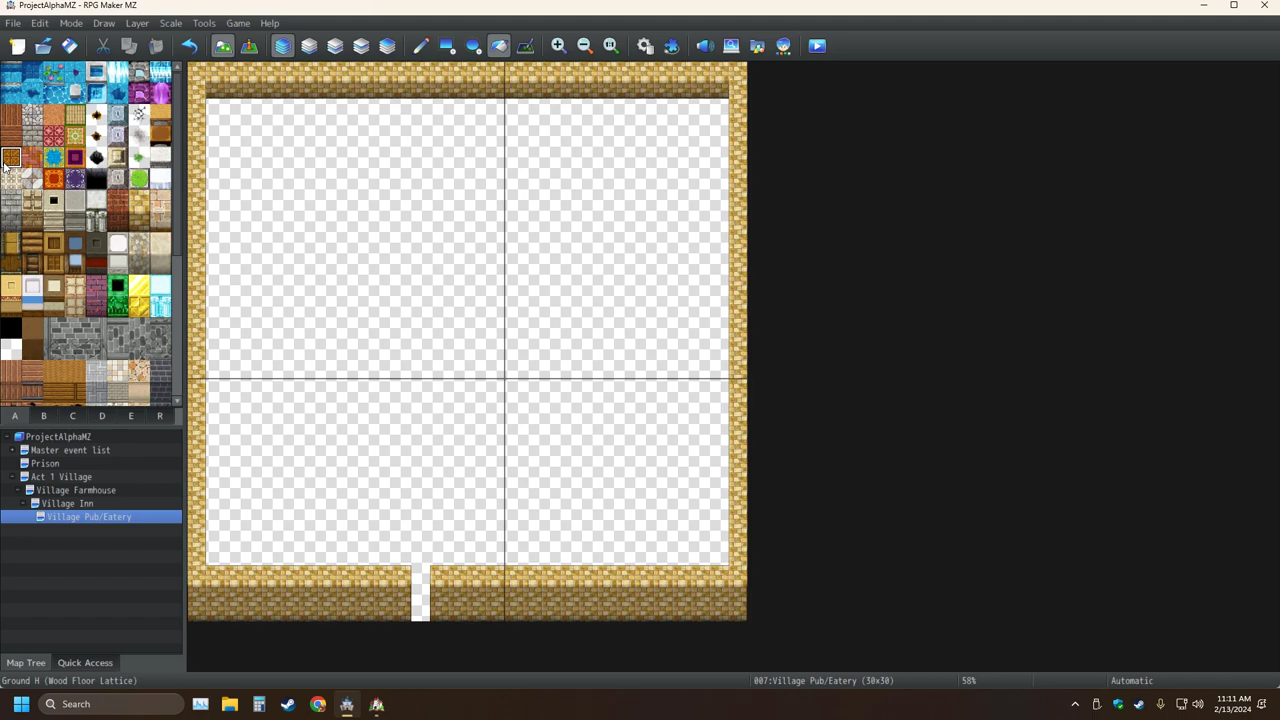 ProjectAlphaMZ - RPG Maker MZ
File Edit Mode Draw Layer Scale Tools Game Help
A B C D E R
ProjectAlphaMZ
Master event list
Prison
Act 1 Village
Village Farmhouse
Village Inn
Village Pub/Eatery
Map Tree Quick Access
Ground H (Wood Floor Lattice) 007:Village Pub/Eatery (30×30) 58% Automatic
Search
11:11 AM
2/13/2024